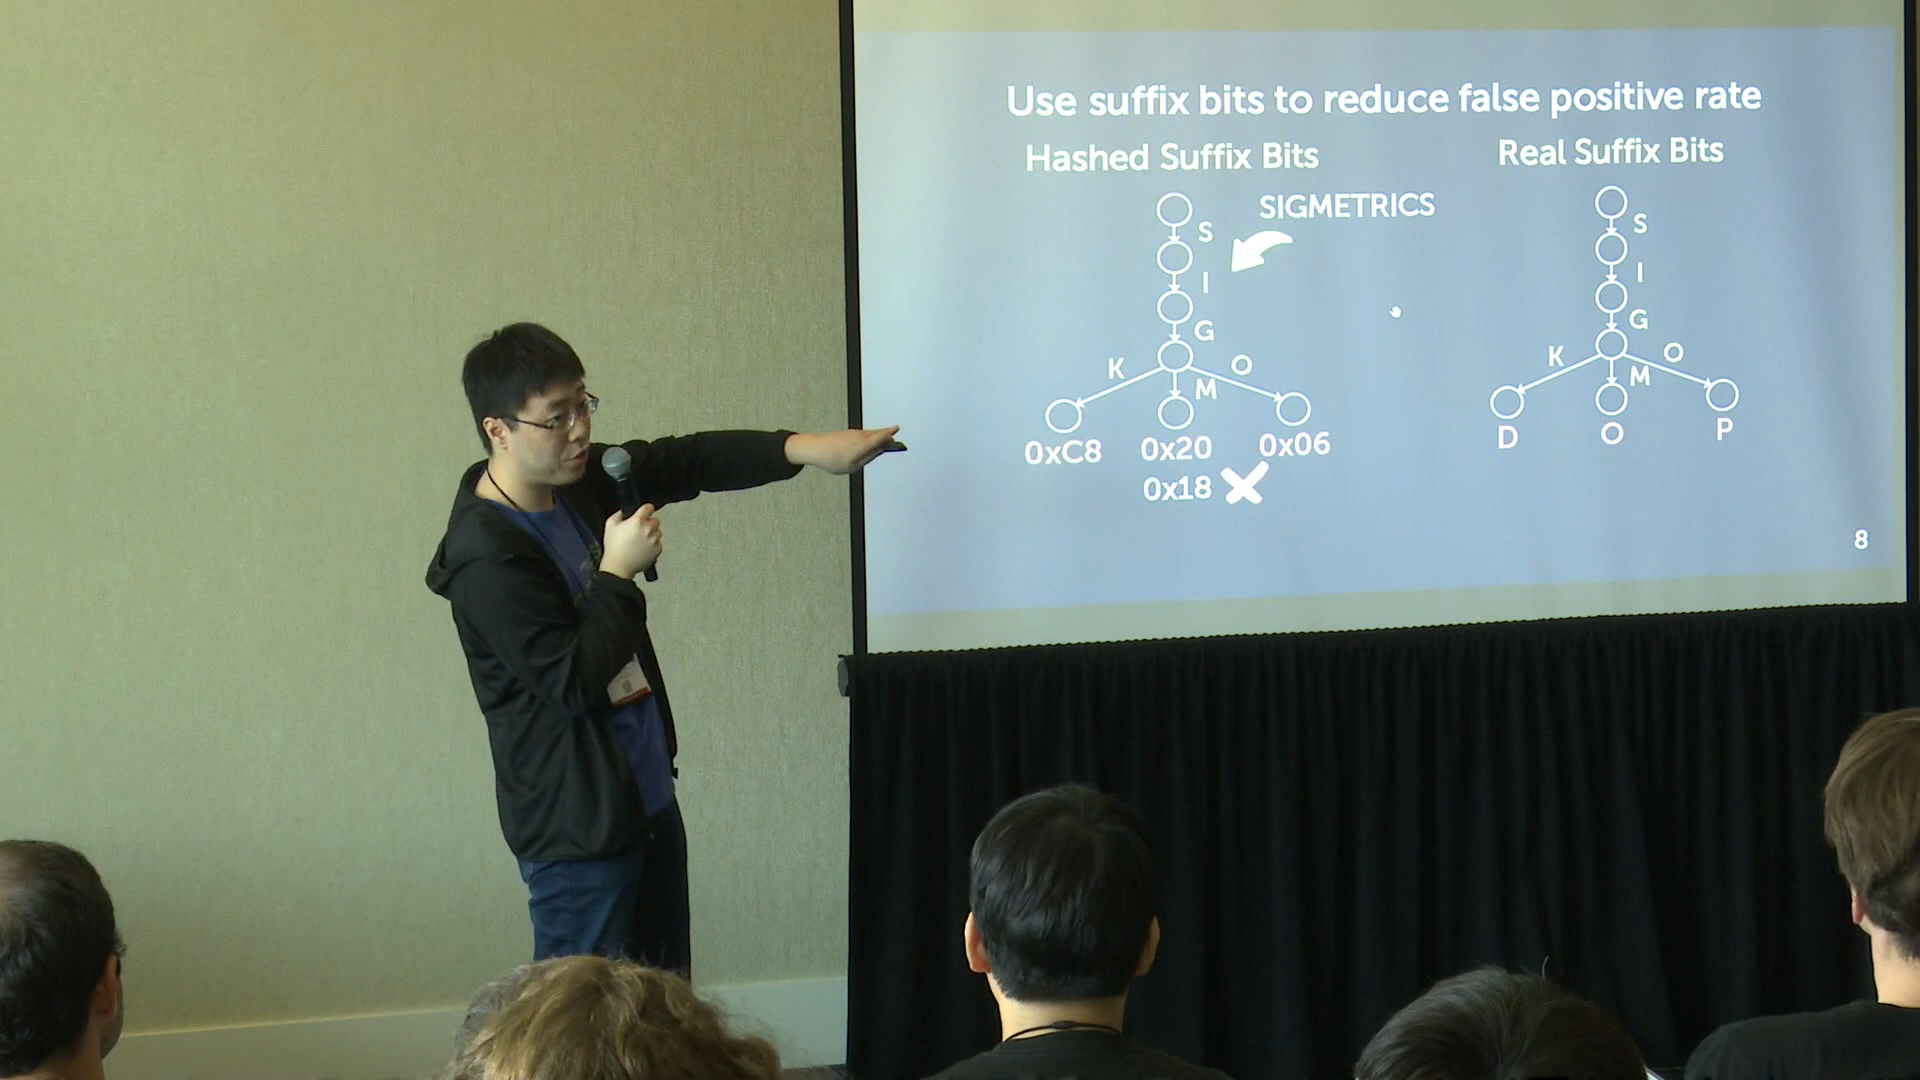 Use suffix bits to reduce false positive rate
Hashed Suffix Bits
SIGMETRICS
S
I
G
K
M
O
0xC8
0x20
0x06
0x18
Real Suffix Bits
S
I
G
K
M
O
D
O
P
8